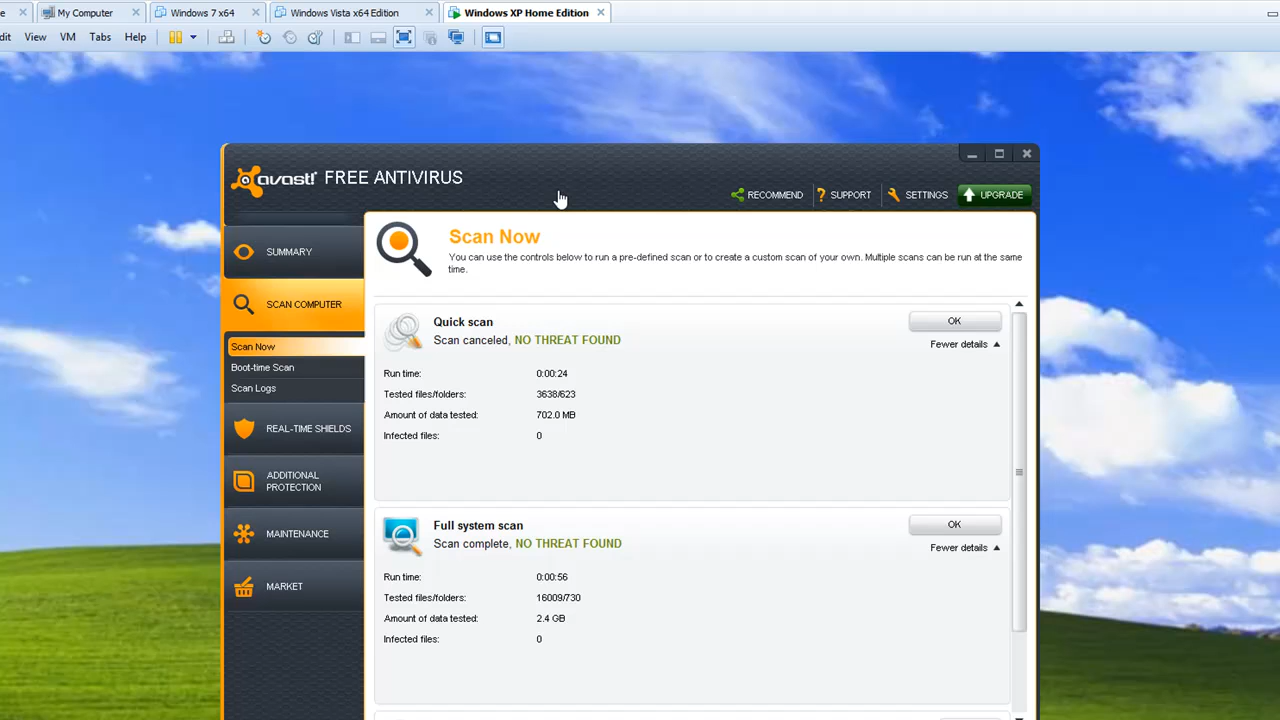 e
My Computer
Windows 7 x64
Windows Vista x64 Edition
Windows XP Home Edition
dit View VM Tabs Help
avast! FREE ANTIVIRUS
RECOMMEND
SUPPORT
SETTINGS
UPGRADE
SUMMARY
SCAN COMPUTER
Scan Now
Boot-time Scan
Scan Logs
REAL-TIME SHIELDS
ADDITIONAL
PROTECTION
MAINTENANCE
MARKET
Scan Now
You can use the controls below to run a pre-defined scan or to create a custom scan of your own. Multiple scans can be run at the same
time.
Quick scan
OK
Scan canceled, NO THREAT FOUND
Fewer details
Run time: 0:00:24
Tested files/folders: 3638/623
Amount of data tested: 702.0 MB
Infected files: 0
Full system scan
OK
Scan complete, NO THREAT FOUND
Fewer details
Run time: 0:00:56
Tested files/folders: 16009/730
Amount of data tested: 2.4 GB
Infected files: 0